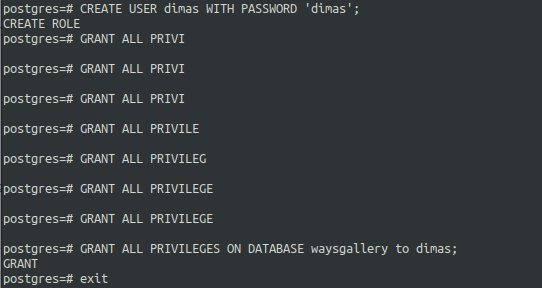 postgres=# CREATE USER dimas WITH PASSWORD 'dimas';
CREATE ROLE
postgres=# GRANT ALL PRIVI
postgres=# GRANT ALL PRIVI
postgres=# GRANT ALL PRIVI
postgres=# GRANT ALL PRIVILE
postgres=# GRANT ALL PRIVILEG
postgres=# GRANT ALL PRIVILEGE
postgres=# GRANT ALL PRIVILEGE
postgres=# GRANT ALL PRIVILEGES ON DATABASE waysgallery to dimas;
GRANT
postgres=# exit